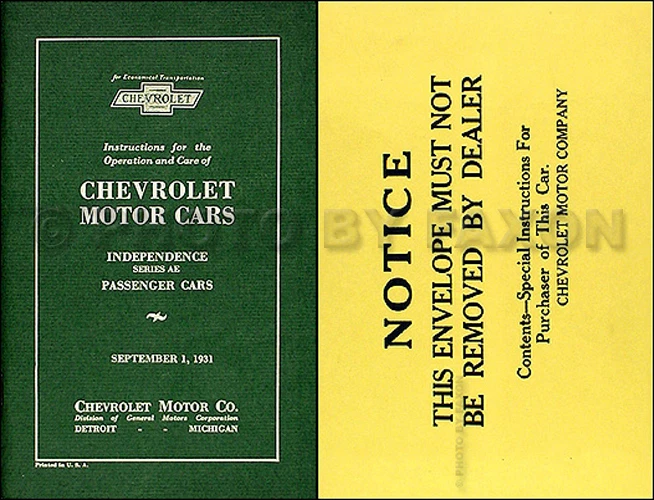 for Economical Transportation
CHEVROLET
Instructions for the
Operation and Care of
CHEVROLET
MOTOR CARS
INDEPENDENCE
SERIES AE
PASSENGER CARS
SEPTEMBER 1, 1931
CHEVROLET MOTOR CO.
Division of General Motors Corporation
DETROIT - - MICHIGAN
Printed in U. S. A.
NOTICE
THIS ENVELOPE MUST NOT
BE REMOVED BY DEALER
Contents—Special Instructions For
Purchaser of This Car.
CHEVROLET MOTOR COMPANY
© PHOTO BY FAXON
© PHOTO BY FAXON